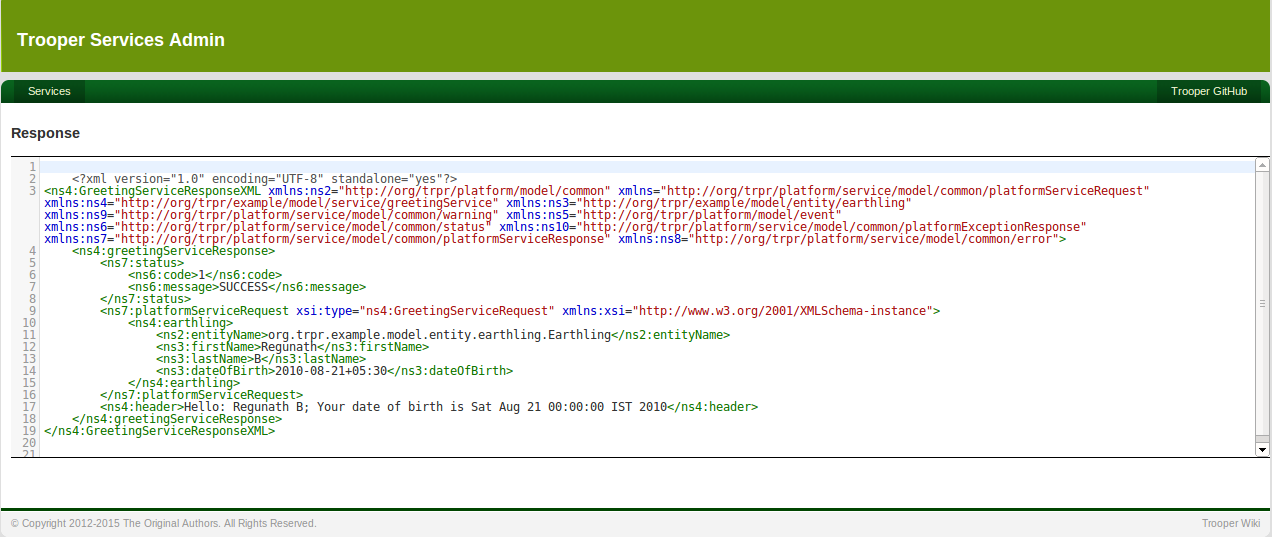 Trooper Services Admin
Services Trooper GitHub
Response
1
2 <?xml version="1.0" encoding="UTF-8" standalone="yes"?>
3 <ns4:GreetingServiceResponseXML xmlns:ns2="http://org/trpr/platform/model/common" xmlns="http://org/trpr/platform/service/model/common/platformServiceRequest"
xmlns:ns4="http://org/trpr/example/model/service/greetingService" xmlns:ns3="http://org/trpr/example/model/entity/earthling"
xmlns:ns9="http://org/trpr/platform/service/model/common/warning" xmlns:ns5="http://org/trpr/platform/model/event"
xmlns:ns6="http://org/trpr/platform/service/model/common/status" xmlns:ns10="http://org/trpr/platform/service/model/common/platformExceptionResponse"
xmlns:ns7="http://org/trpr/platform/service/model/common/platformServiceResponse" xmlns:ns8="http://org/trpr/platform/service/model/common/error">
4 <ns4:greetingServiceResponse>
5 <ns7:status>
6 <ns6:code>1</ns6:code>
7 <ns6:message>SUCCESS</ns6:message>
8 </ns7:status>
9 <ns7:platformServiceRequest xsi:type="ns4:GreetingServiceRequest" xmlns:xsi="http://www.w3.org/2001/XMLSchema-instance">
10 <ns4:earthling>
11 <ns2:entityName>org.trpr.example.model.entity.earthling.Earthling</ns2:entityName>
12 <ns3:firstName>Regunath</ns3:firstName>
13 <ns3:lastName>B</ns3:lastName>
14 <ns3:dateOfBirth>2010-08-21+05:30</ns3:dateOfBirth>
15 </ns4:earthling>
16 </ns7:platformServiceRequest>
17 <ns4:header>Hello: Regunath B; Your date of birth is Sat Aug 21 00:00:00 IST 2010</ns4:header>
18 </ns4:greetingServiceResponse>
19 </ns4:GreetingServiceResponseXML>
20
21
© Copyright 2012-2015 The Original Authors. All Rights Reserved. Trooper Wiki